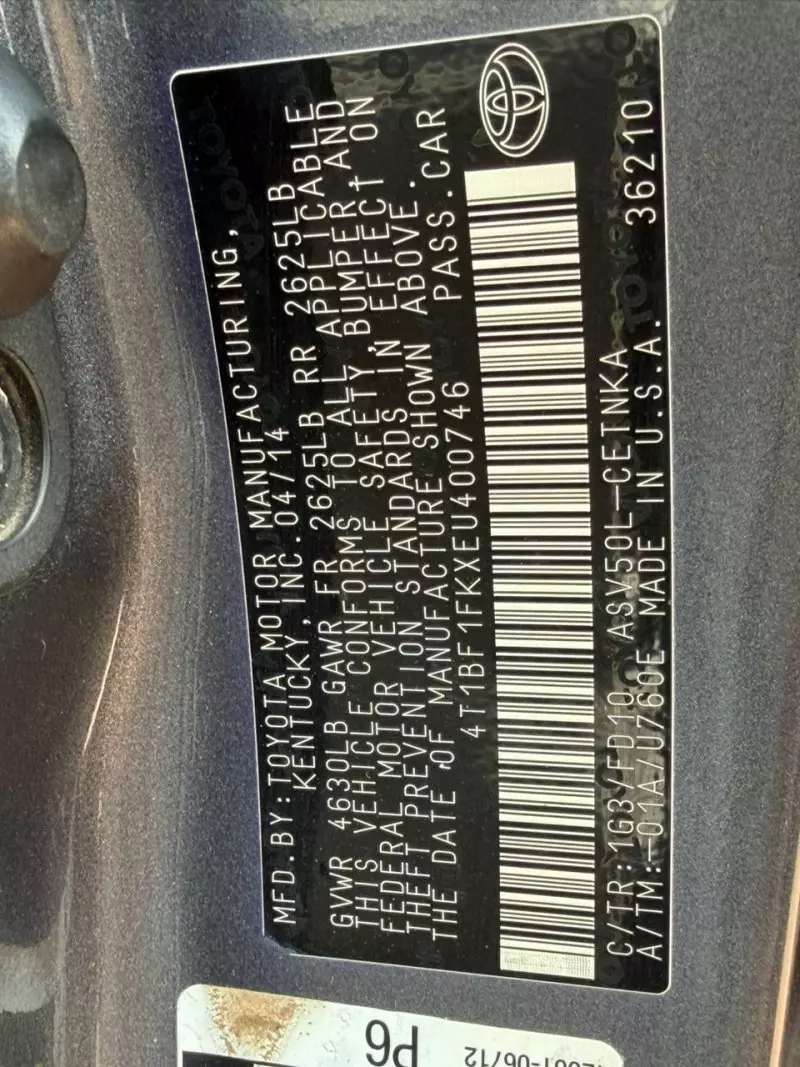 MFD.BY:TOYOTA MOTOR MANUFACTURING,
KENTUCKY, INC.04/14
GVWR 4630LB GAWR FR 2625LB RR 2625LB
THIS VEHICLE CONFORMS TO ALL APPLICABLE
FEDERAL MOTOR VEHICLE SAFETY, BUMPER, AND
THEFT PREVENTION STANDARDS IN EFFECT ON
THE DATE OF MANUFACTURE SHOWN ABOVE.
4T1BF1FKXEU400746 PASS.CAR
C/TR:1G3/FD10 ASV50L-CETNKA
A/TM:-01A/U760E MADE IN U.S.A. 36210
P6